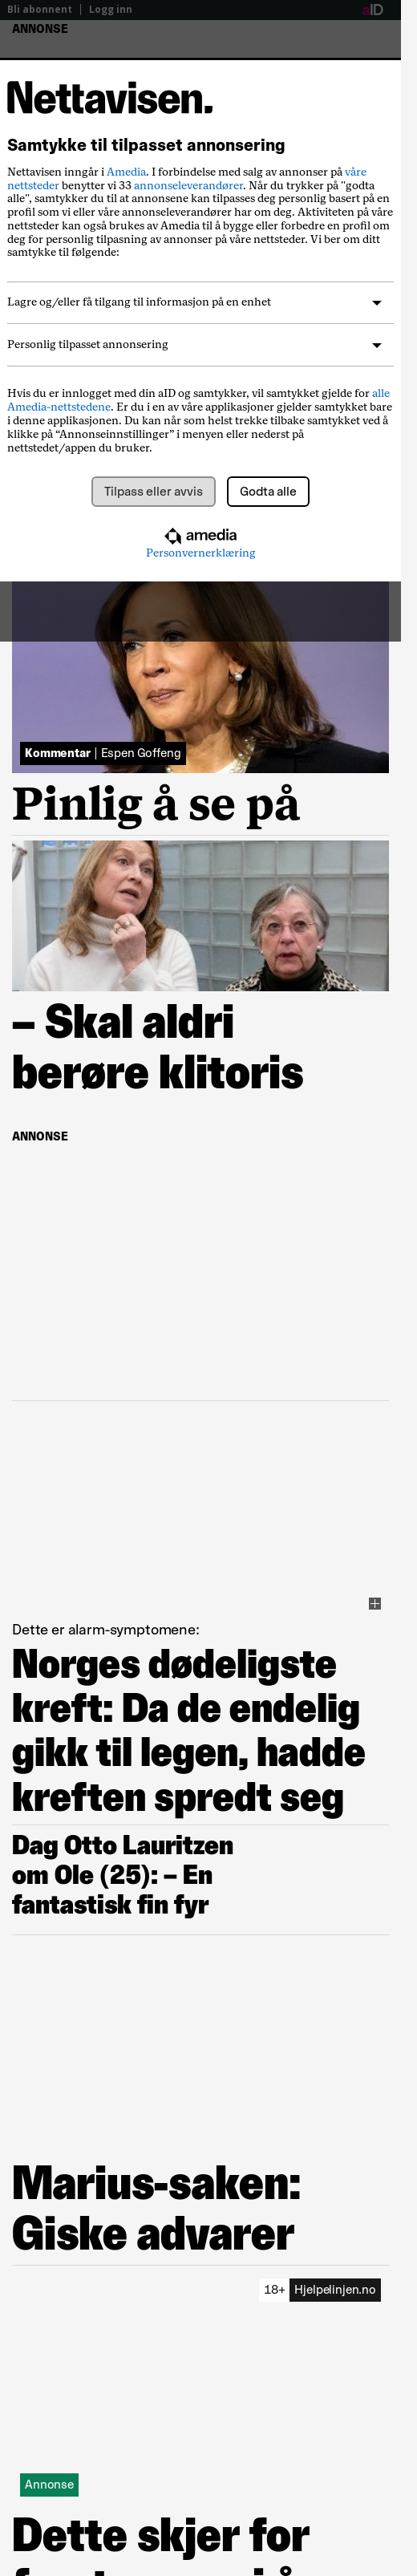 Bli abonnent | Logg inn
aID
ANNONSE
Nettavisen.
Samtykke til tilpasset annonsering
Nettavisen inngår i Amedia. I forbindelse med salg av annonser på våre
nettsteder benytter vi 33 annonseleverandører. Når du trykker på "godta
alle", samtykker du til at annonsene kan tilpasses deg personlig basert på en
profil som vi eller våre annonseleverandører har om deg. Aktiviteten på våre
nettsteder kan også brukes av Amedia til å bygge eller forbedre en profil om
deg for personlig tilpasning av annonser på våre nettsteder. Vi ber om ditt
samtykke til følgende:
Lagre og/eller få tilgang til informasjon på en enhet
Personlig tilpasset annonsering
Hvis du er innlogget med din aID og samtykker, vil samtykket gjelde for alle
Amedia-nettstedene. Er du i en av våre applikasjoner gjelder samtykket bare
i denne applikasjonen. Du kan når som helst trekke tilbake samtykket ved å
klikke på “Annonseinnstillinger” i menyen eller nederst på
nettstedet/appen du bruker.
Tilpass eller avvis
Godta alle
amedia
Personvernerklæring
Kommentar | Espen Goffeng
Pinlig å se på
– Skal aldri
berøre klitoris
ANNONSE
Dette er alarm-symptomene:
Norges dødeligste
kreft: Da de endelig
gikk til legen, hadde
kreften spredt seg
Dag Otto Lauritzen
om Ole (25): – En
fantastisk fin fyr
Marius-saken:
Giske advarer
18+ Hjelpelinjen.no
Annonse
Dette skjer for